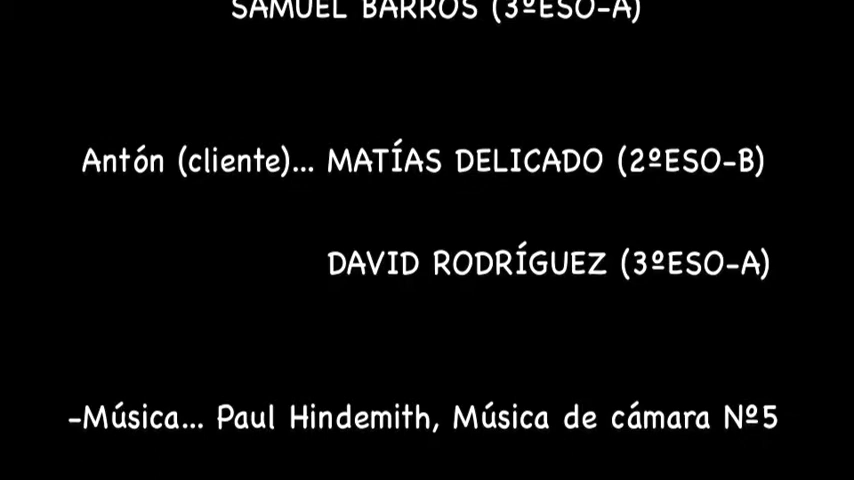 SAMUEL BARROS (3ºESO-A)
Antón (cliente)... MATÍAS DELICADO (2ºESO-B)
DAVID RODRÍGUEZ (3ºESO-A)
-Música... Paul Hindemith, Música de cámara Nº5